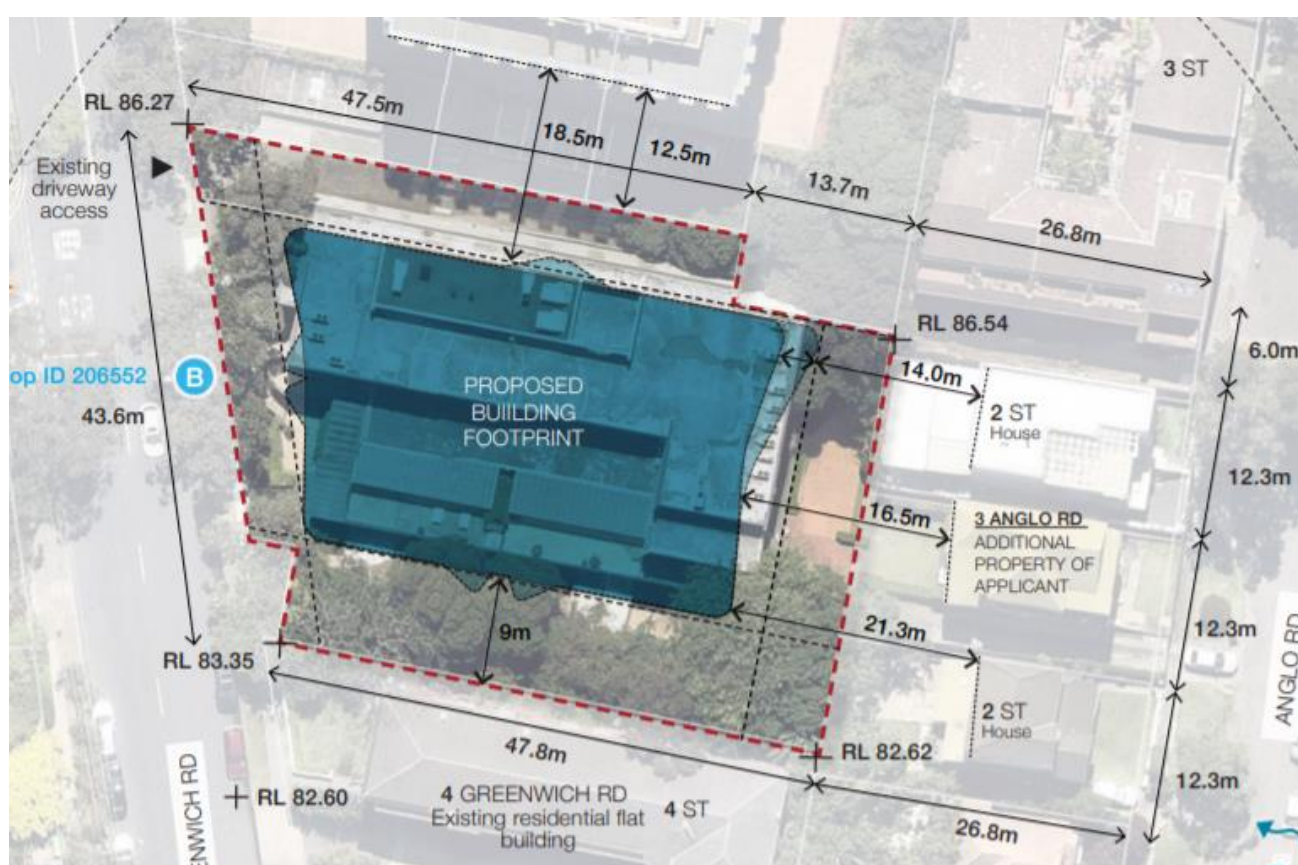 3 ST
RL 86.27
47.5m
18.5m
12.5m
Existing
driveway
access
13.7m
26.8m
RL 86.54
6.0m
op ID 206552
B
43.6m
PROPOSED
BUIILDING
FOOTPRINT
14.0m
2 ST
House
12.3m
16.5m
3 ANGLO RD
ADDITIONAL
PROPERTY OF
APPLICANT
9m
21.3m
12.3m
RL 83.35
2 ST
House
ANGLO RD
47.8m
RL 82.62
ENWICH RD
RL 82.60
4 GREENWICH RD
Existing residential flat
building
4 ST
12.3m
26.8m